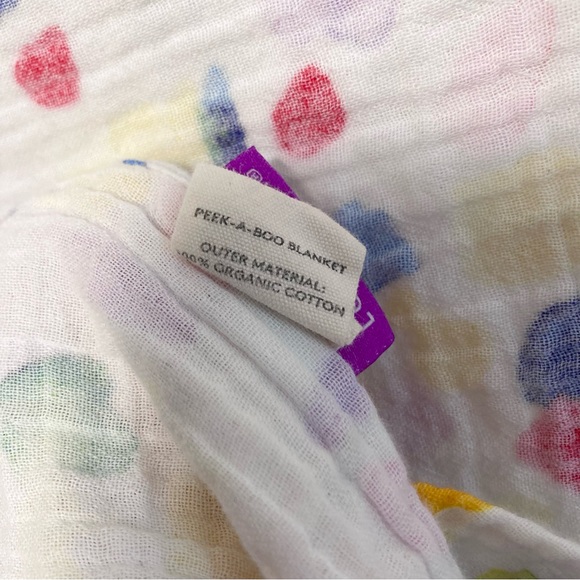 PEEK-A-BOO BLANKET
OUTER MATERIAL:
100% ORGANIC COTTON